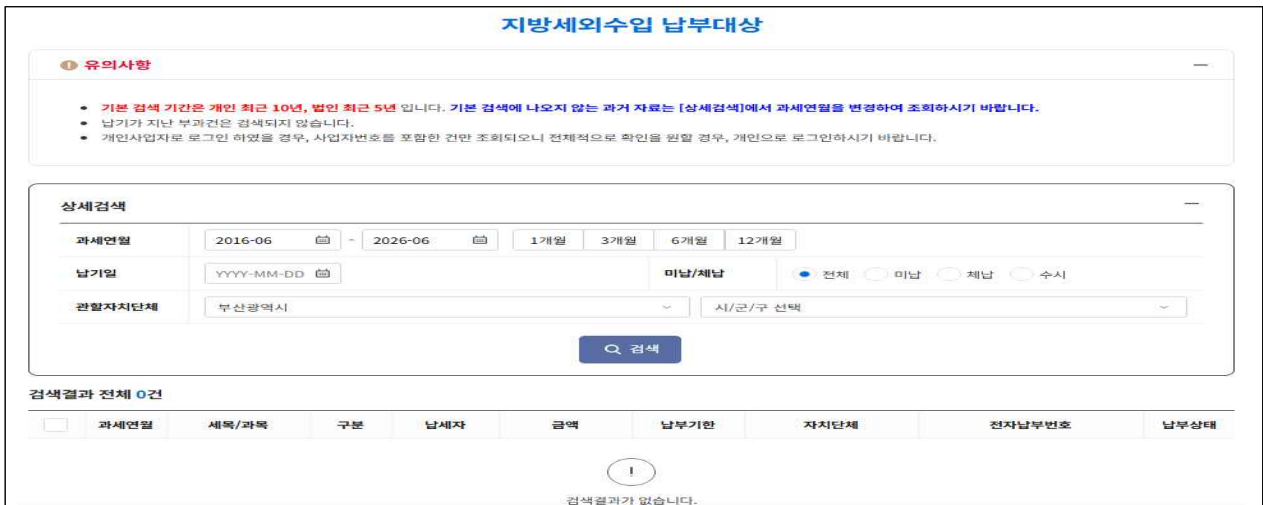 지방세외수입 납부대상
유의사항
기본 검색 기간은 개인 최근 10년, 법인 최근 5년 입니다. 기본 검색에 나오지 않는 과거 자료는 [상세검색]에서 과세연월을 변경하여 조회하시기 바랍니다.
납기가 지난 부과건은 검색되지 않습니다.
개인사업자로 로그인 하였을 경우, 사업자번호를 포함한 건만 조회되오니 전체적으로 확인을 원할 경우, 개인으로 로그인하시기 바랍니다.
상세검색
과세연월 2016-06 - 2026-06 1개월 3개월 6개월 12개월
납기일 YYYY-MM-DD 미납/체납 전체 미납 체납 수시
관할자치단체 부산광역시 시/군/구 선택
검색
검색결과 전체 0건
과세연월 세목/과목 구분 납세자 금액 납부기한 자치단체 전자납부번호 납부상태
검색결과가 없습니다.